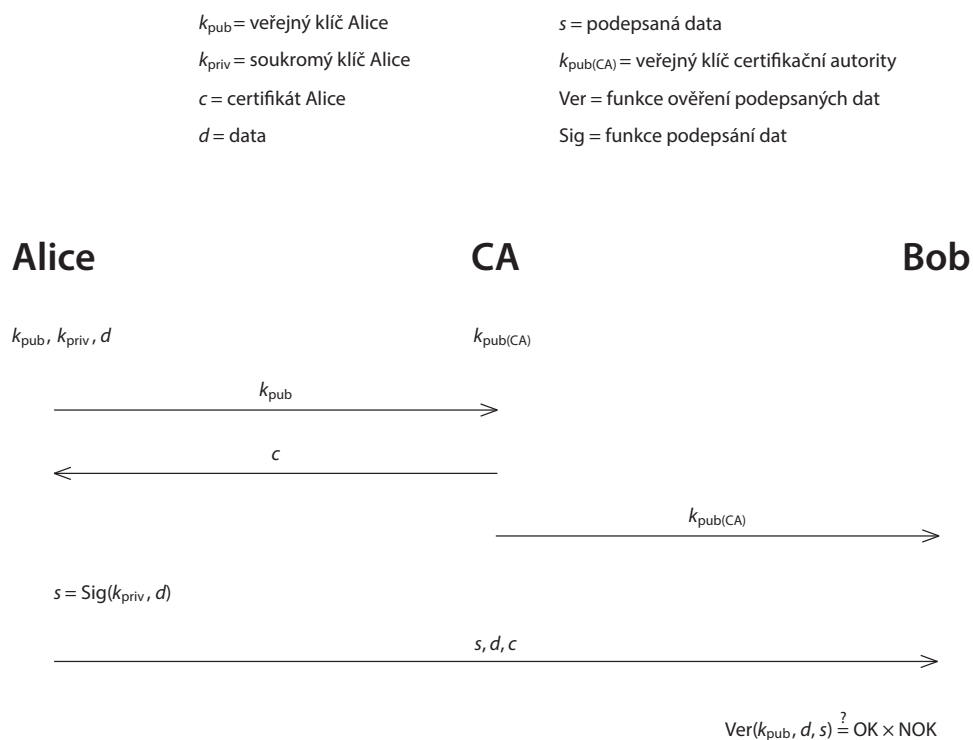 k_pub = veřejný klíč Alice
k_priv = soukromý klíč Alice
c = certifikát Alice
d = data
s = podepsaná data
k_pub(CA) = veřejný klíč certifikační autority
Ver = funkce ověření podepsaných dat
Sig = funkce podepsání dat
Alice CA Bob
k_pub, k_priv, d k_pub(CA)
k_pub
c
k_pub(CA)
s = Sig(k_priv, d)
s, d, c
Ver(k_pub, d, s) ≟ OK × NOK